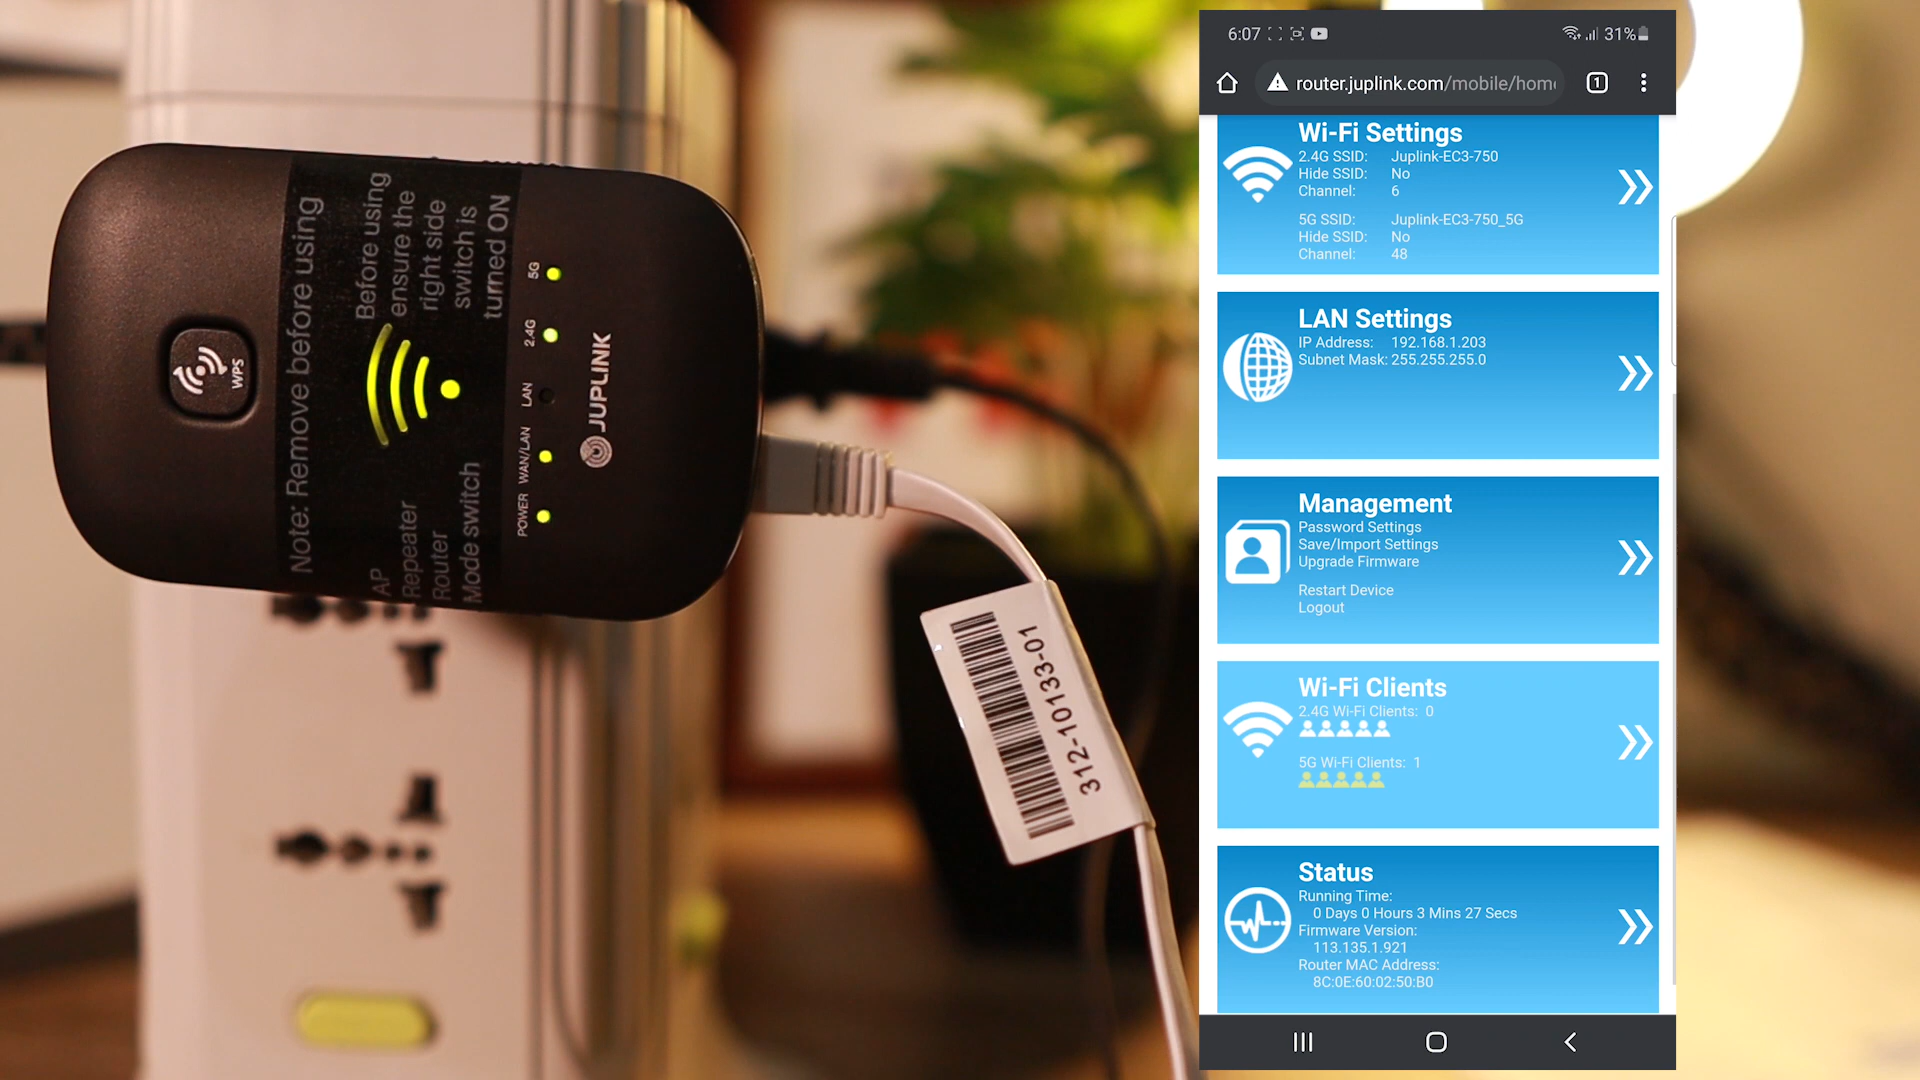 WPS
Note: Remove before using
Before using
ensure the
right side
switch is
turned ON
AP
Repeater
Router
Mode switch
POWER
WAN/LAN
LAN
2.4G
5G
JUPLINK
312-10133-01
6:07
31%
router.juplink.com/mobile/hom
1
Wi-Fi Settings
2.4G SSID: Juplink-EC3-750
Hide SSID: No
Channel: 6
5G SSID: Juplink-EC3-750_5G
Hide SSID: No
Channel: 48
LAN Settings
IP Address: 192.168.1.203
Subnet Mask: 255.255.255.0
Management
Password Settings
Save/Import Settings
Upgrade Firmware
Restart Device
Logout
Wi-Fi Clients
2.4G Wi-Fi Clients: 0
5G Wi-Fi Clients: 1
Status
Running Time:
0 Days 0 Hours 3 Mins 27 Secs
Firmware Version:
113.135.1.921
Router MAC Address:
8C:0E:60:02:50:B0